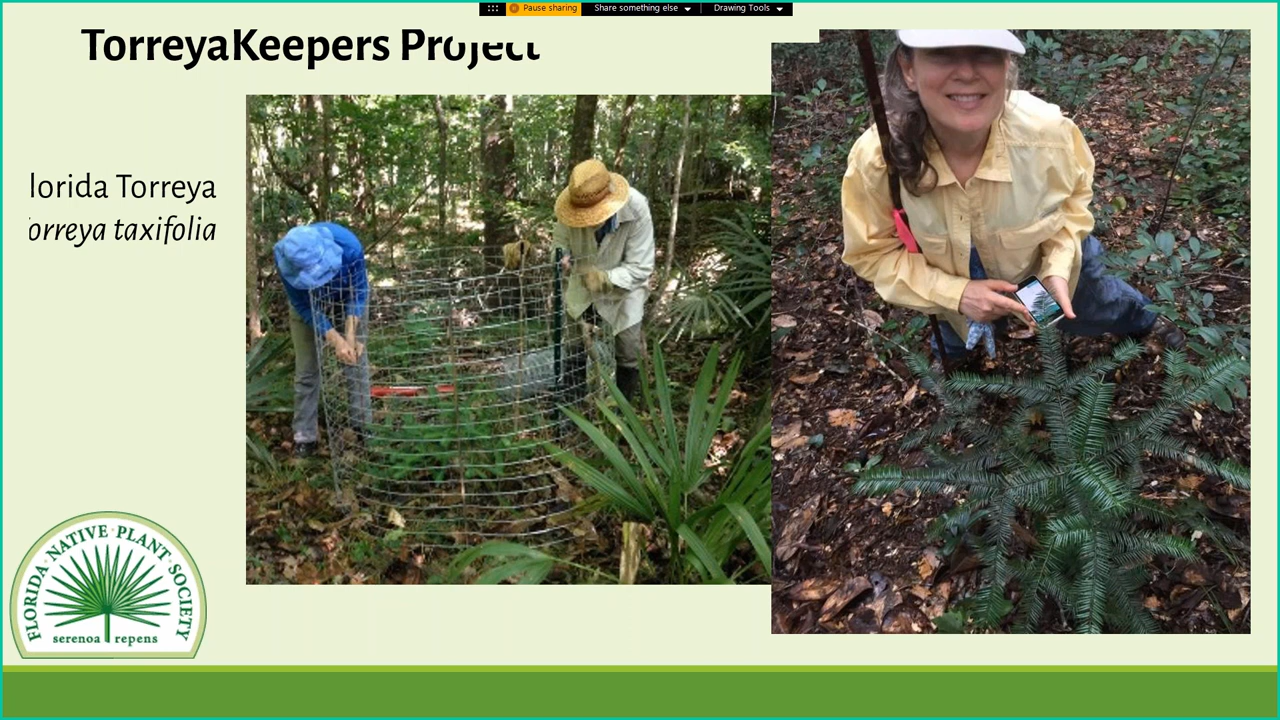 Pause sharing Share something else Drawing Tools
TorreyaKeepers Project
lorida Torreya
orreya taxifolia
FLORIDA · NATIVE · PLANT · SOCIETY
serenoa repens